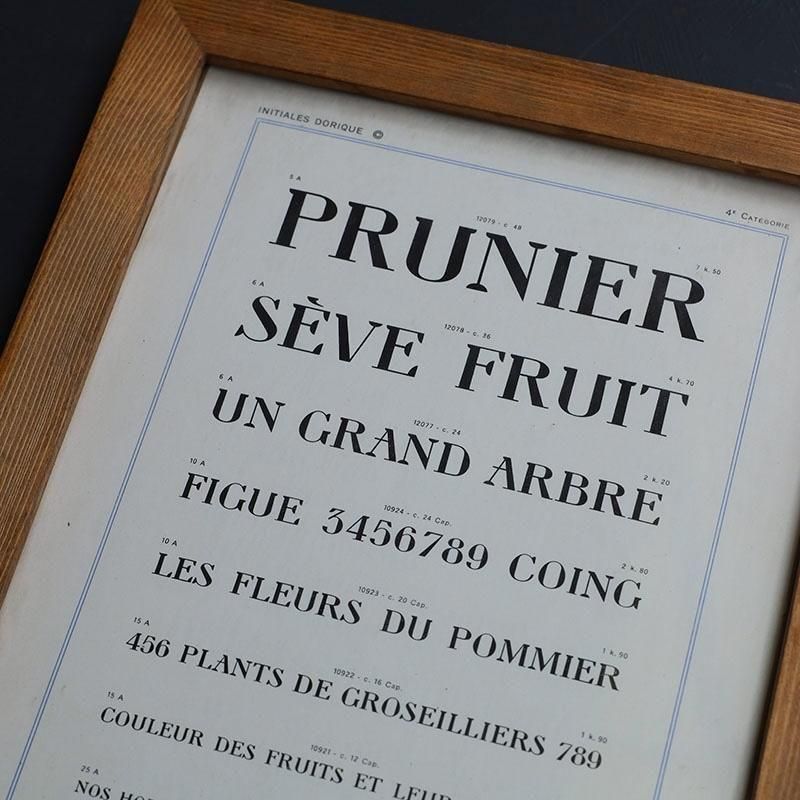 INITIALES DORIQUE ©
4ᴱ CATÉGORIE
5 A 12079 - c. 48 7 k. 50
PRUNIER
6 A 12078 - c. 36 4 k. 70
SÈVE FRUIT
6 A 12077 - c. 24 2 k. 20
UN GRAND ARBRE
10 A 10924 - c. 24 Cap. 2 k. 80
FIGUE 3456789 COING
10 A 10923 - c. 20 Cap. 1 k. 90
LES FLEURS DU POMMIER
15 A 10922 - c. 16 Cap. 1 k. 90
456 PLANTS DE GROSEILLIERS 789
15 A 10921 - c. 12 Cap.
COULEUR DES FRUITS ET
25 A
NOS